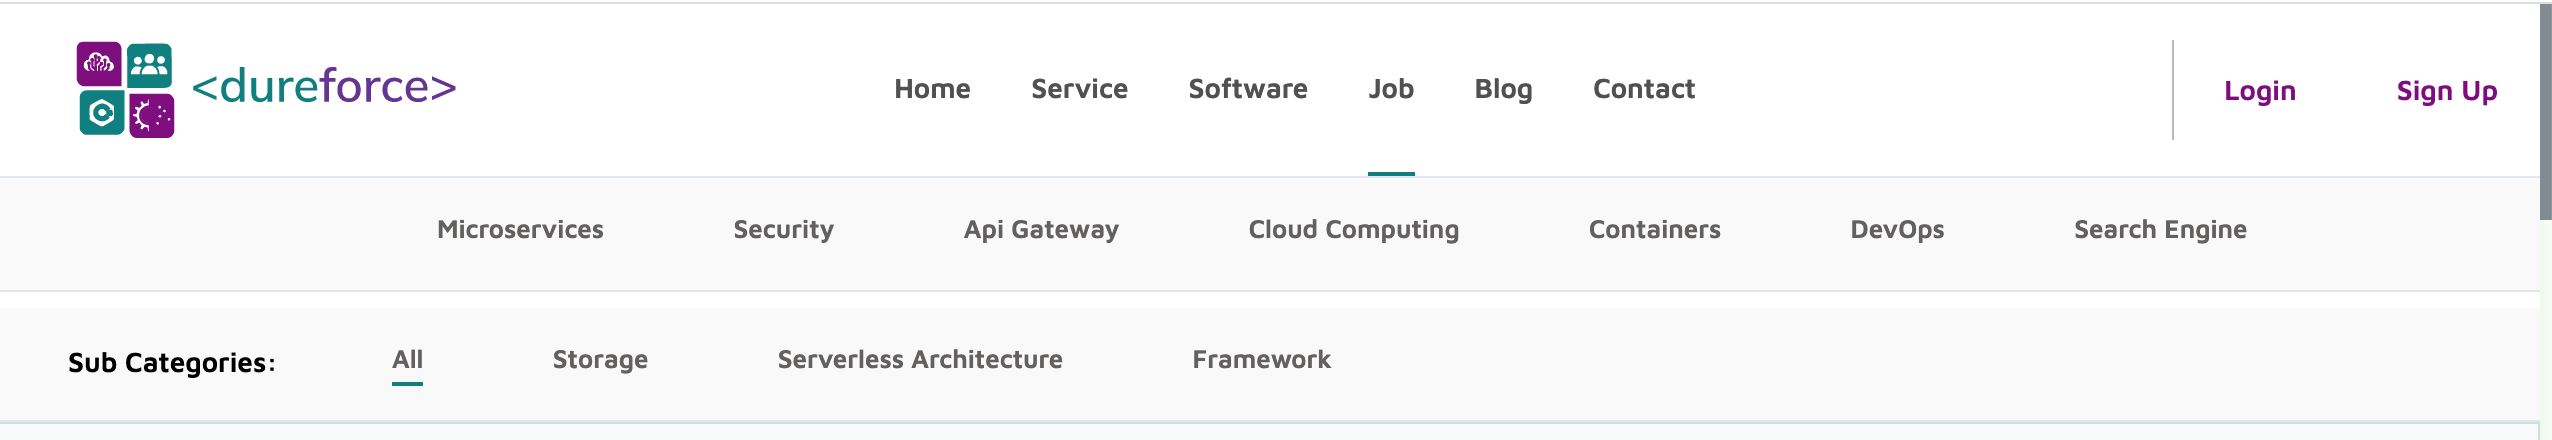 <dureforce> Home Service Software Job Blog Contact Login Sign Up
Microservices Security Api Gateway Cloud Computing Containers DevOps Search Engine
Sub Categories: All Storage Serverless Architecture Framework